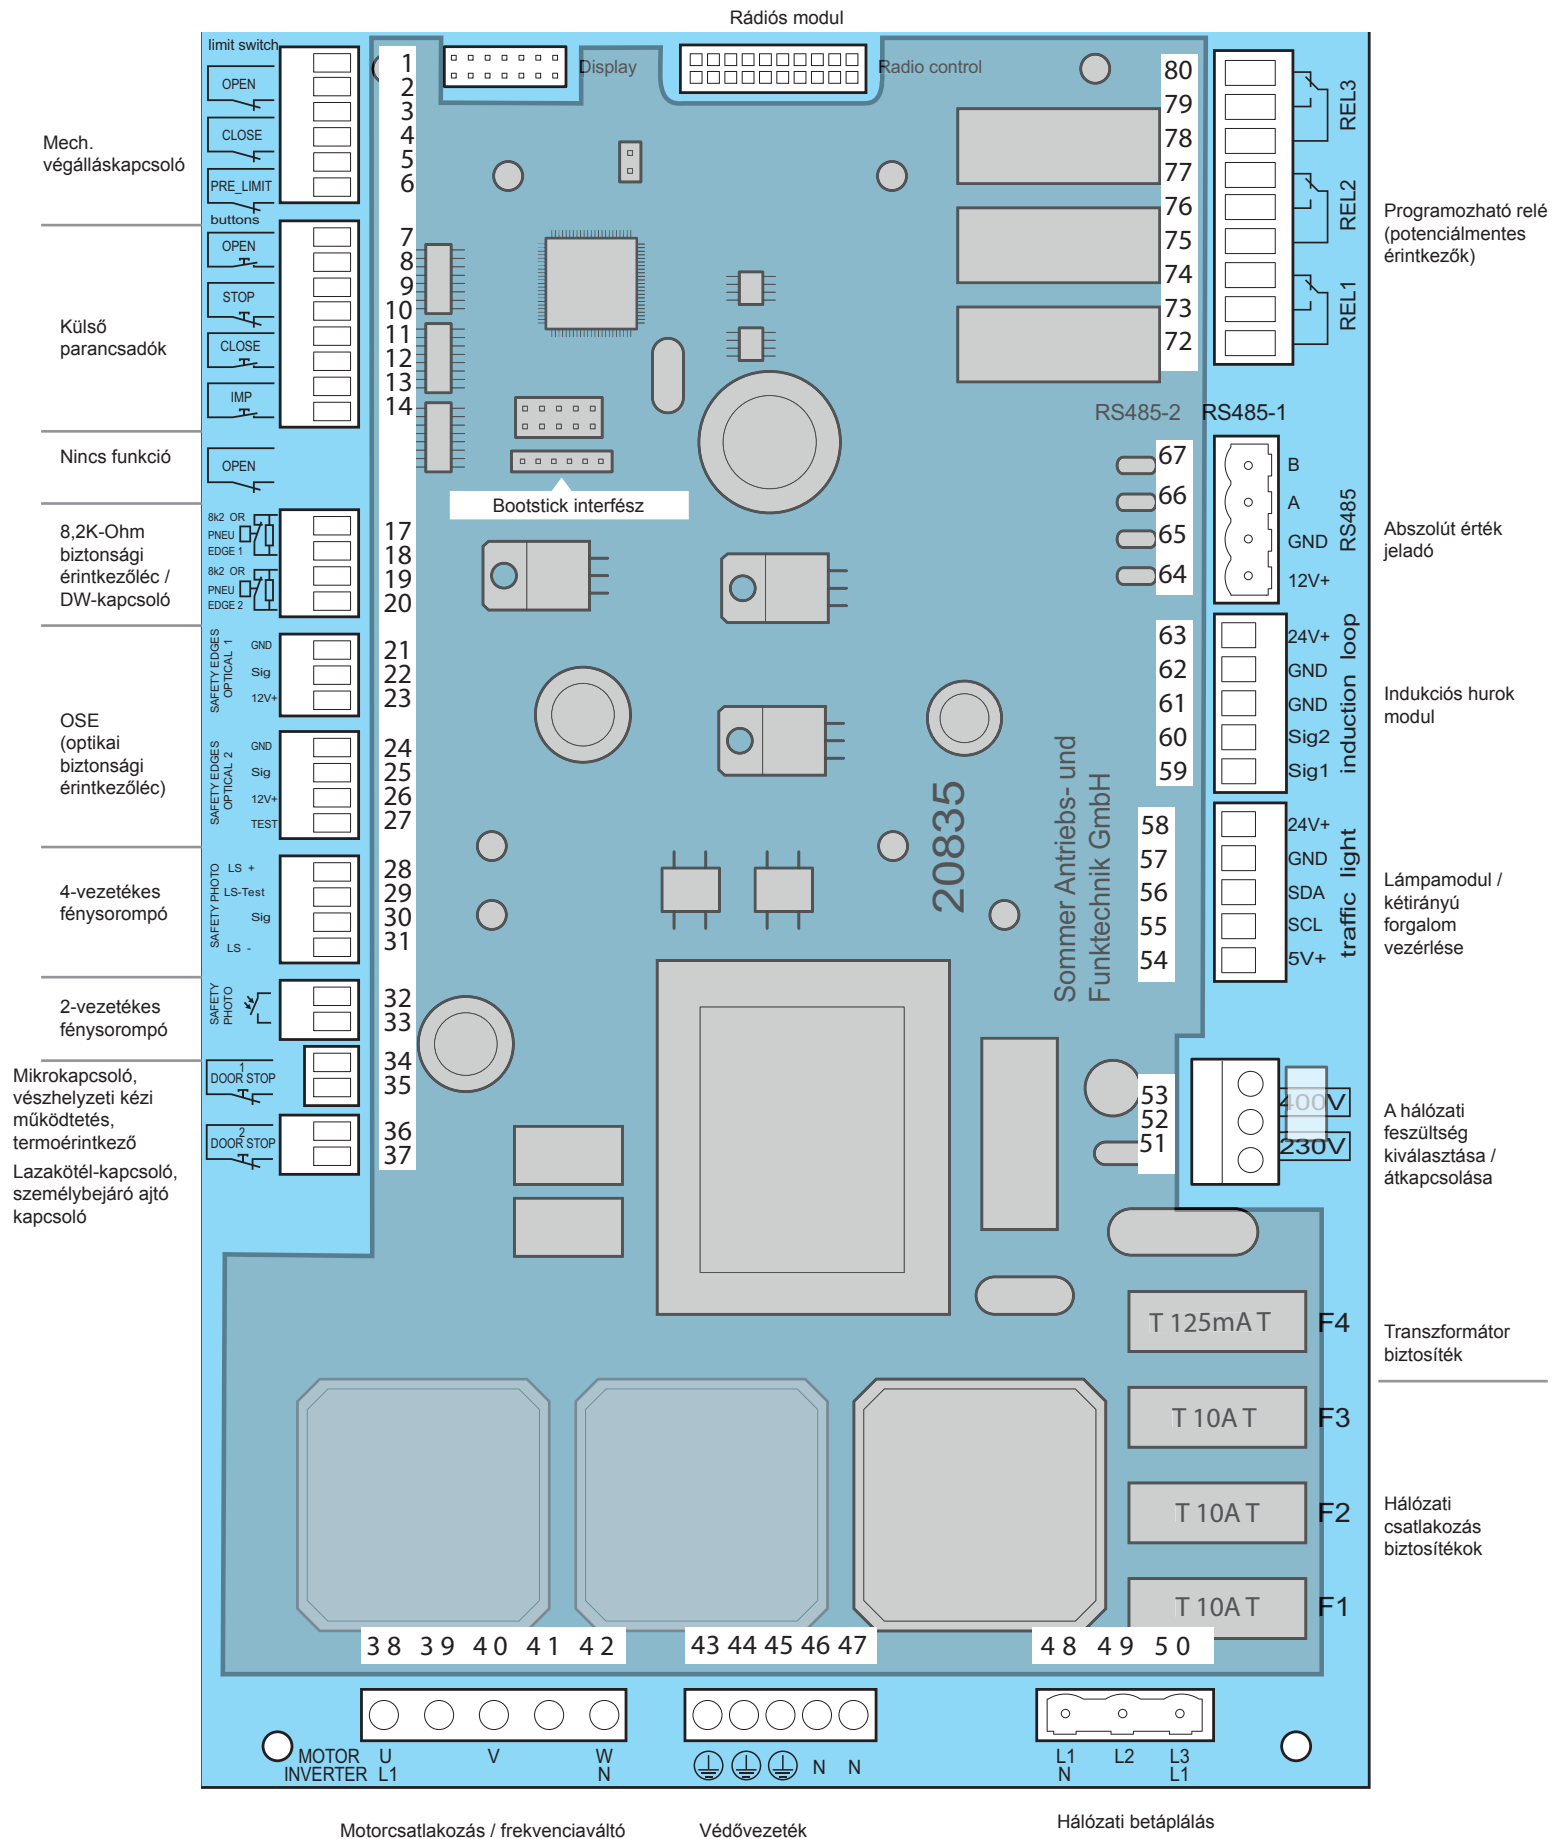 Rádiós modul
limit switch
OPEN
CLOSE
PRE_LIMIT
buttons
OPEN
STOP
CLOSE
IMP
OPEN
8k2 OR
PNEU
EDGE 1
8k2 OR
PNEU
EDGE 2
SAFETY EDGES
OPTICAL 1
GND
Sig
12V+
SAFETY EDGES
OPTICAL 2
GND
Sig
12V+
TEST
SAFETY PHOTO
LS +
LS-Test
Sig
LS -
SAFETY
PHOTO
1
DOOR STOP
2
DOOR STOP
Mech.
végálláskapcsoló
Külső
parancsadók
Nincs funkció
8,2K-Ohm
biztonsági
érintkezőléc /
DW-kapcsoló
OSE
(optikai
biztonsági
érintkezőléc)
4-vezetékes
fénysorompó
2-vezetékes
fénysorompó
Mikrokapcsoló,
vészhelyzeti kézi
működtetés,
termoérintkező
Lazakötél-kapcsoló,
személybejáró ajtó
kapcsoló
1
2
3
4
5
6
7
8
9
10
11
12
13
14
17
18
19
20
21
22
23
24
25
26
27
28
29
30
31
32
33
34
35
36
37
Display
Radio control
Bootstick interfész
20835
Sommer Antriebs- und
Funktechnik GmbH
80
79
78
77
76
75
74
73
72
REL3
REL2
REL1
RS485-2
RS485-1
67
66
65
64
B
A
GND
12V+
RS485
63
62
61
60
59
24V+
GND
GND
Sig2
Sig1
induction loop
58
57
56
55
54
24V+
GND
SDA
SCL
5V+
traffic light
53
52
51
400V
230V
T 125mA T
F4
T 10A T
F3
T 10A T
F2
T 10A T
F1
Programozható relé
(potenciálmentes
érintkezők)
Abszolút érték
jeladó
Indukciós hurok
modul
Lámpamodul /
kétirányú
forgalom
vezérlése
A hálózati
feszültség
kiválasztása /
átkapcsolása
Transzformátor
biztosíték
Hálózati
csatlakozás
biztosítékok
38 39 40 41 42
43 44 45 46 47
48 49 50
MOTOR U V W
INVERTER L1 N
N N
L1 L2 L3
N L1
Motorcsatlakozás / frekvenciaváltó
Védővezeték
Hálózati betáplálás